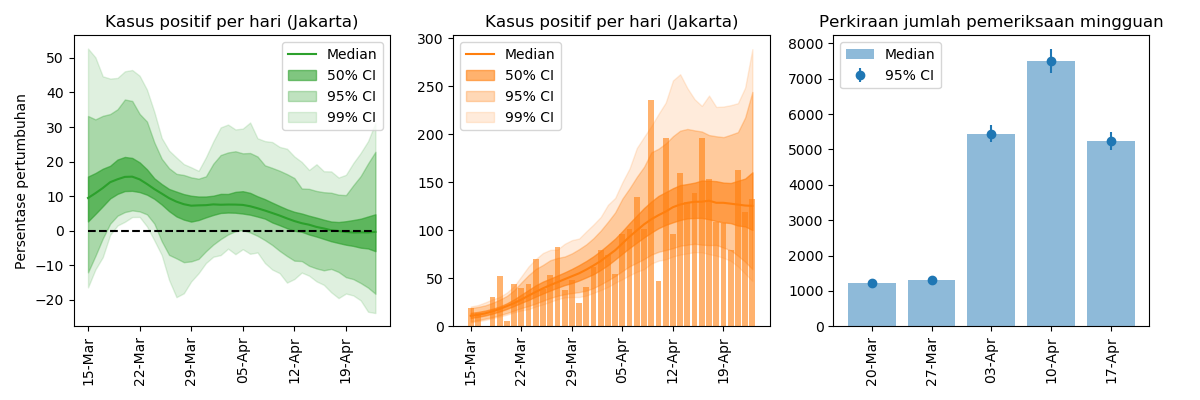 Kasus positif per hari (Jakarta)
Persentase pertumbuhan
50
40
30
20
10
0
−10
−20
15-Mar
22-Mar
29-Mar
05-Apr
12-Apr
19-Apr
Median
50% CI
95% CI
99% CI
Kasus positif per hari (Jakarta)
300
250
200
150
100
50
0
15-Mar
22-Mar
29-Mar
05-Apr
12-Apr
19-Apr
Median
50% CI
95% CI
99% CI
Perkiraan jumlah pemeriksaan mingguan
8000
7000
6000
5000
4000
3000
2000
1000
0
20-Mar
27-Mar
03-Apr
10-Apr
17-Apr
Median
95% CI